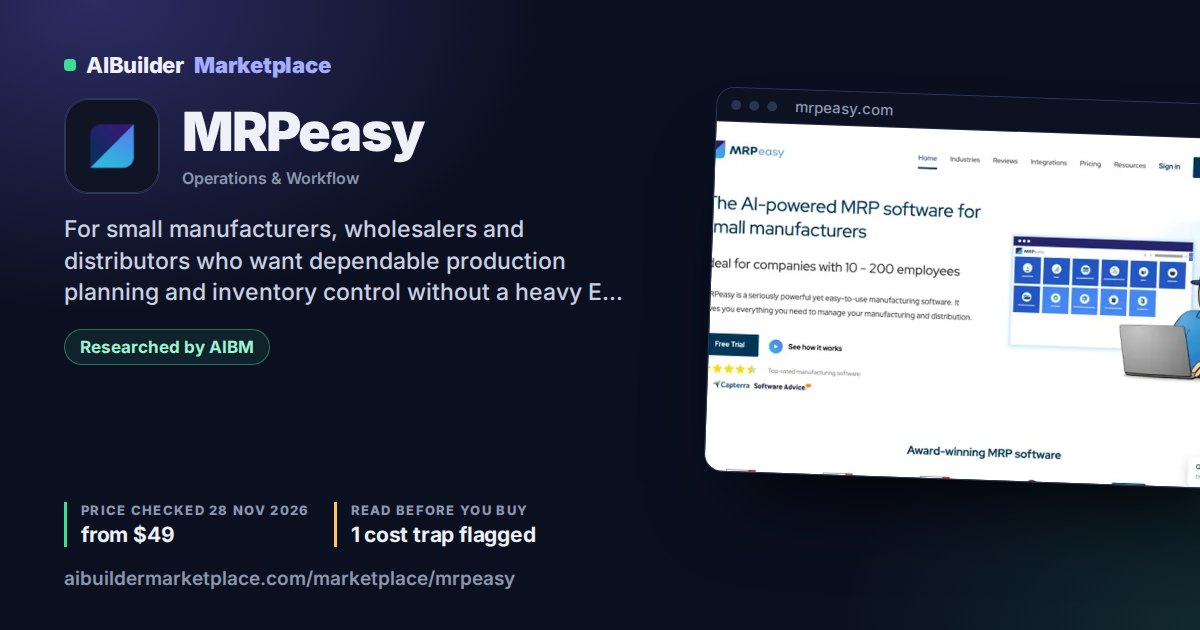 AIBuilder Marketplace
MRPeasy
Operations & Workflow
For small manufacturers, wholesalers and
distributors who want dependable production
planning and inventory control without a heavy E...
Researched by AIBM
PRICE CHECKED 28 NOV 2026
from $49
READ BEFORE YOU BUY
1 cost trap flagged
aibuildermarketplace.com/marketplace/mrpeasy
mrpeasy.com
MRPeasy
Home Industries Reviews Integrations Pricing Resources Sign in
The AI-powered MRP software for
mall manufacturers
deal for companies with 10 - 200 employees
RPeasy is a seriously powerful yet easy-to-use manufacturing software. It
ves you everything you need to manage your manufacturing and distribution.
Free Trial
See how it works
Top-rated manufacturing software
Capterra Software Advice
Award-winning MRP software